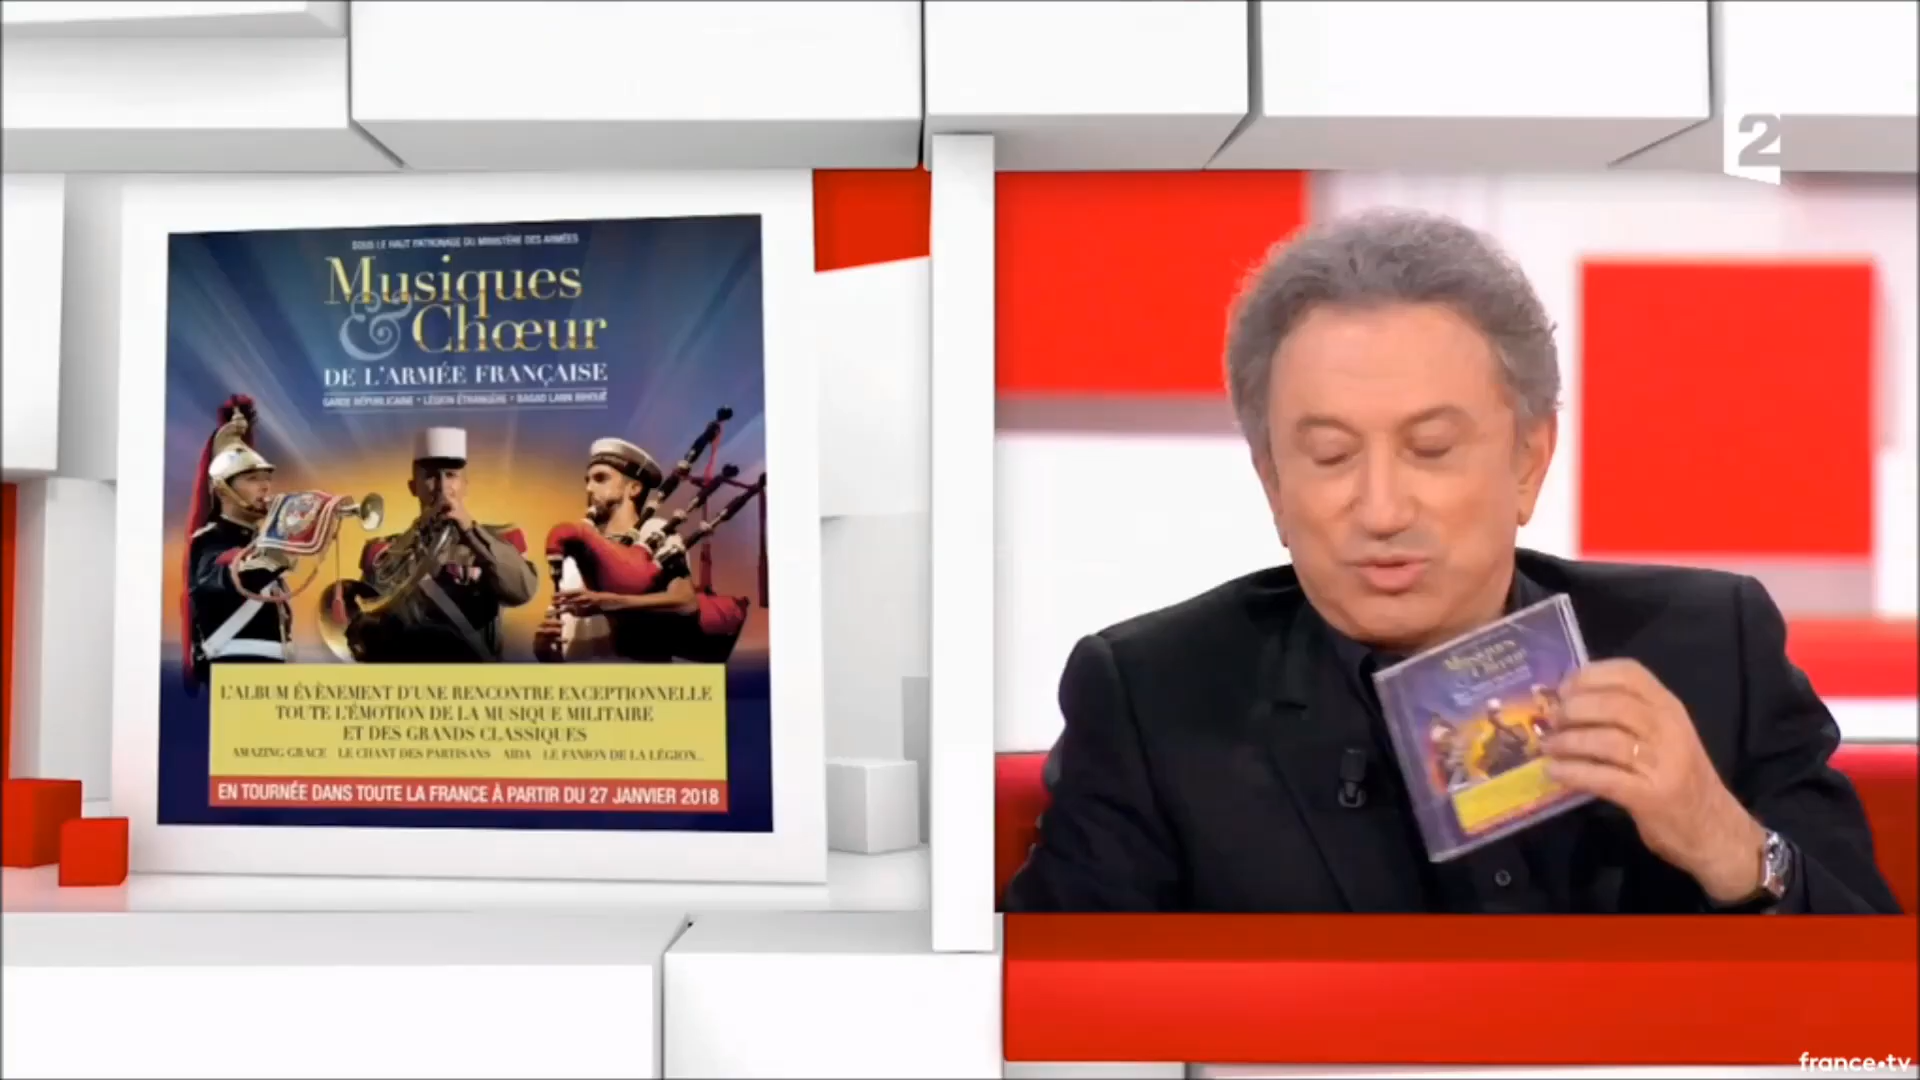 SOUS LE HAUT PATRONAGE DU MINISTÈRE DES ARMÉES
Musiques
& Chœur
DE L'ARMÉE FRANÇAISE
GARDE RÉPUBLICAINE • LÉGION ÉTRANGÈRE • BAGAD LANN BIHOUÉ
L'ALBUM ÉVÈNEMENT D'UNE RENCONTRE EXCEPTIONNELLE
TOUTE L'ÉMOTION DE LA MUSIQUE MILITAIRE
ET DES GRANDS CLASSIQUES
AMAZING GRACE LE CHANT DES PARTISANS AIDA LE FANION DE LA LÉGION...
EN TOURNÉE DANS TOUTE LA FRANCE À PARTIR DU 27 JANVIER 2018
2
Musiques
& Chœur
france•tv